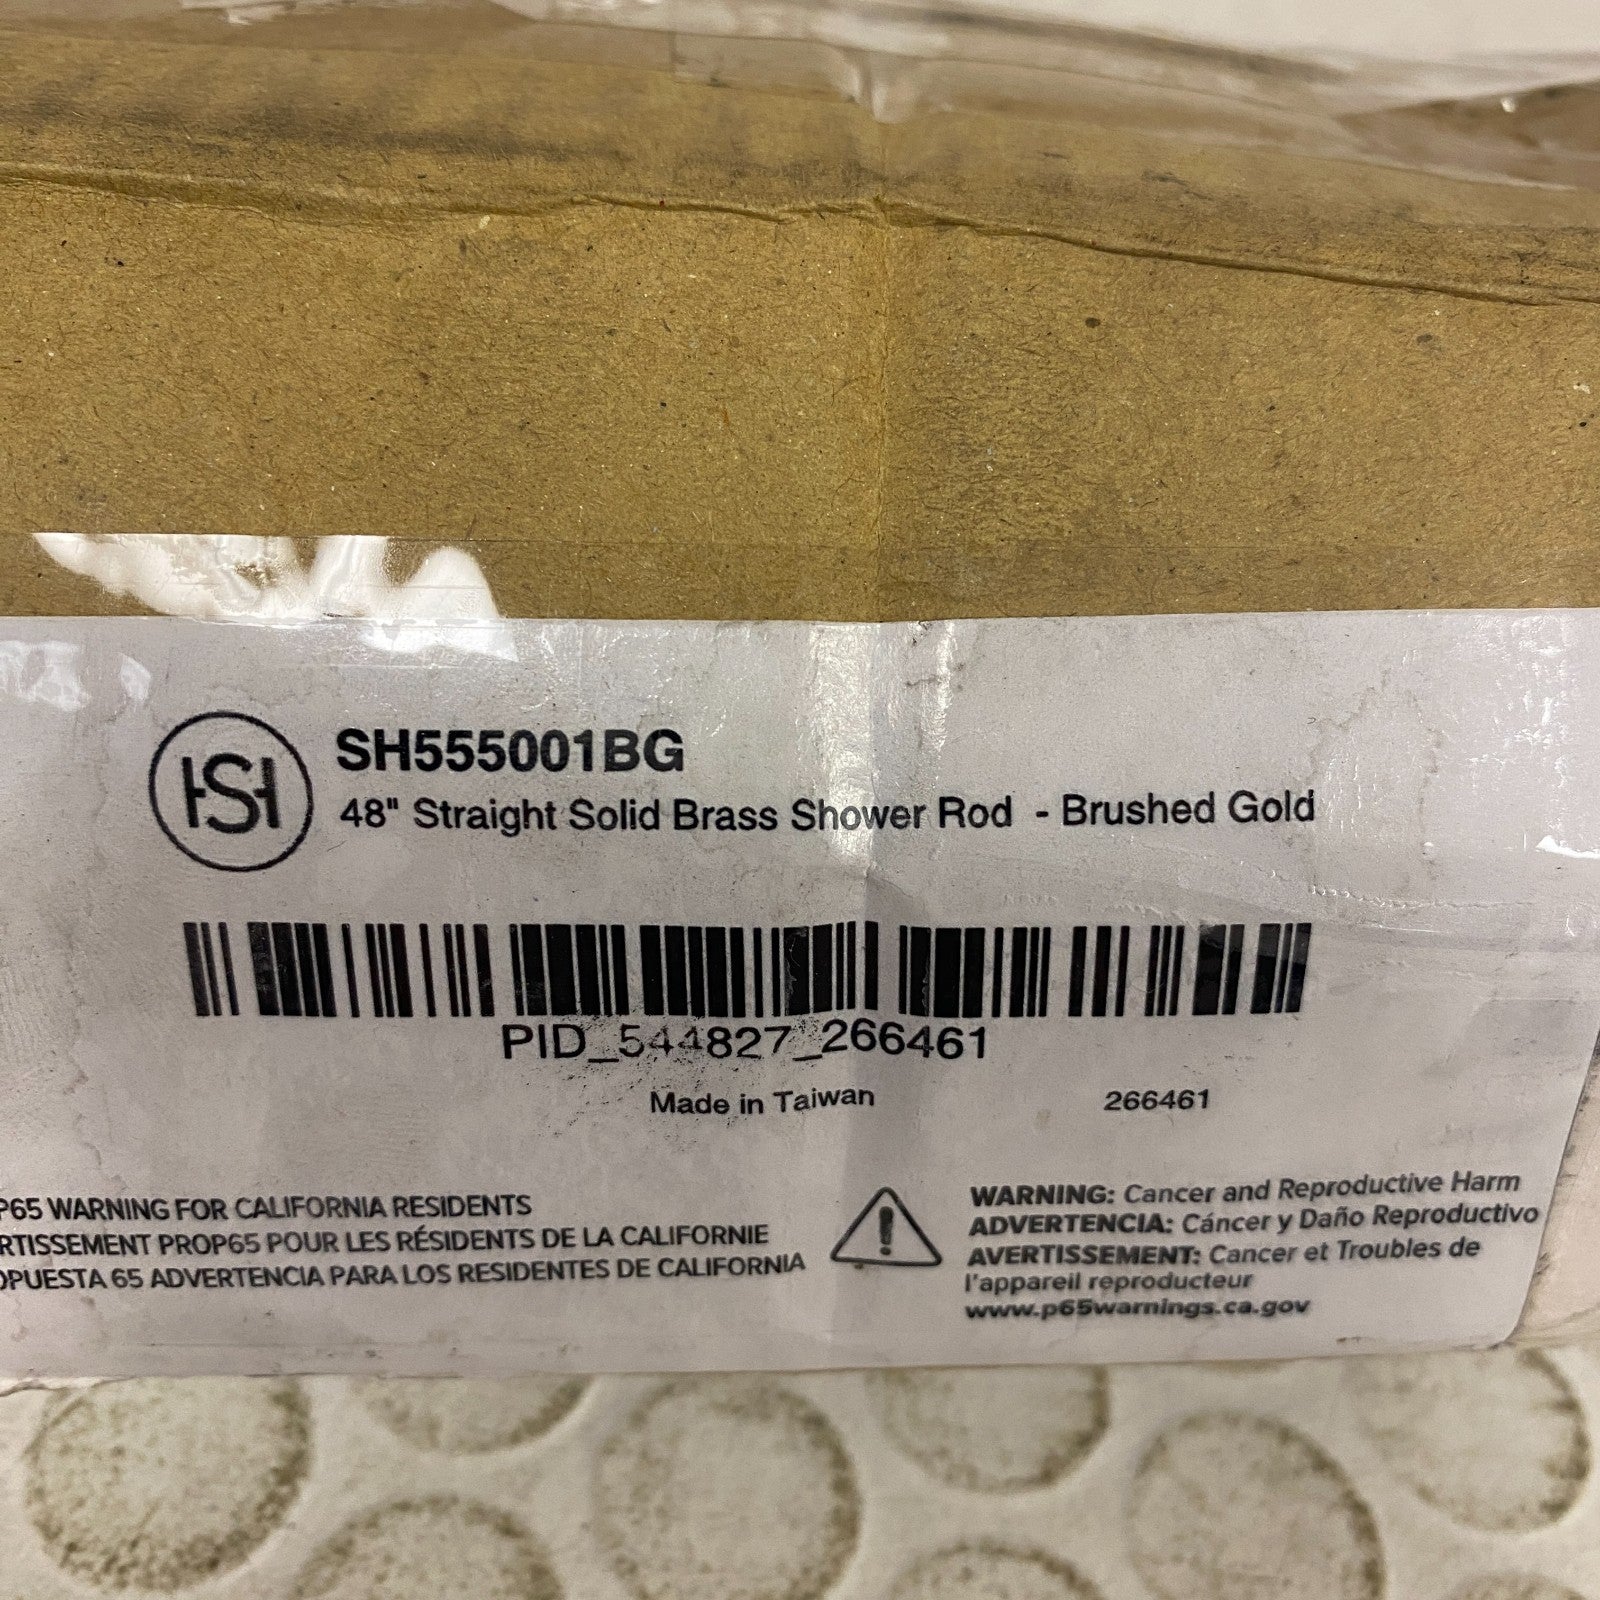 SH
SH555001BG
48" Straight Solid Brass Shower Rod - Brushed Gold
PID_544827_266461
Made in Taiwan
266461
P65 WARNING FOR CALIFORNIA RESIDENTS
RTISSEMENT PROP65 POUR LES RÉSIDENTS DE LA CALIFORNIE
OPUESTA 65 ADVERTENCIA PARA LOS RESIDENTES DE CALIFORNIA
WARNING: Cancer and Reproductive Harm
ADVERTENCIA: Cáncer y Daño Reproductivo
AVERTISSEMENT: Cancer et Troubles de
l'appareil reproducteur
www.p65warnings.ca.gov